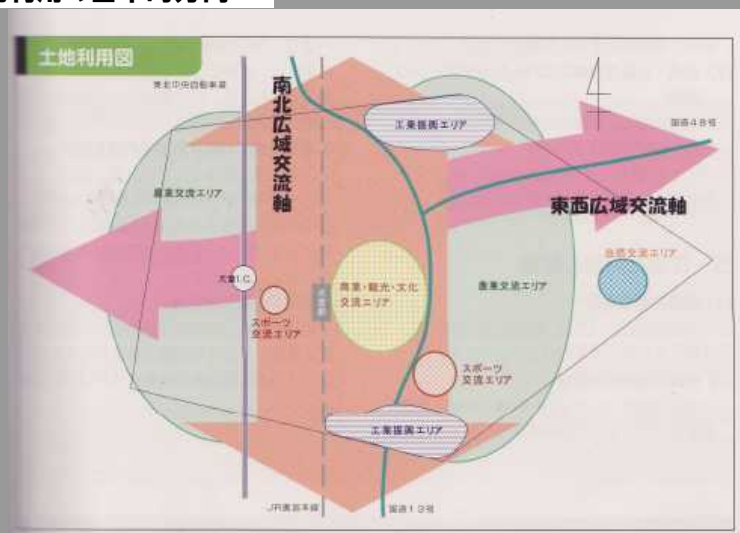 土地利用図
東北中央自動車道
南北広域交流軸
工業振興エリア
国道48号
農業交流エリア
東西広域交流軸
自然交流エリア
商業・観光・文化
交流エリア
農業交流エリア
スポーツ
交流エリア
スポーツ
交流エリア
工業振興エリア
JR奥羽本線
国道13号